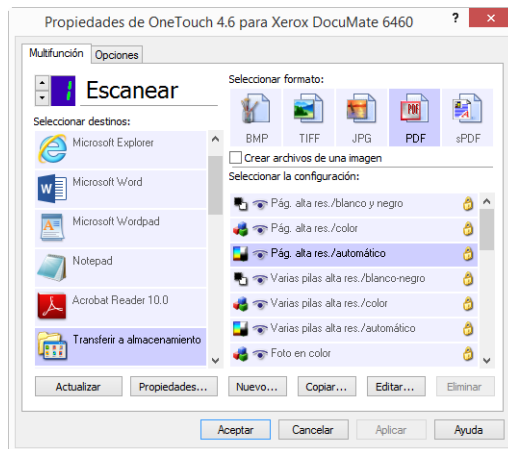 Propiedades de OneTouch 4.6 para Xerox DocuMate 6460
Multifunción
Opciones
1 Escanear
Seleccionar destinos:
Microsoft Explorer
Microsoft Word
Microsoft Wordpad
Notepad
Acrobat Reader 10.0
Transferir a almacenamiento
Actualizar
Propiedades...
Seleccionar formato:
BMP TIFF JPG PDF sPDF
Crear archivos de una imagen
Seleccionar la configuración:
Pág. alta res./blanco y negro
Pág. alta res./color
Pág. alta res./automático
Varias pilas alta res./blanco-negro
Varias pilas alta res./color
Varias pilas alta res./automático
Foto en color
Nuevo...
Copiar...
Editar...
Eliminar
Aceptar
Cancelar
Aplicar
Ayuda